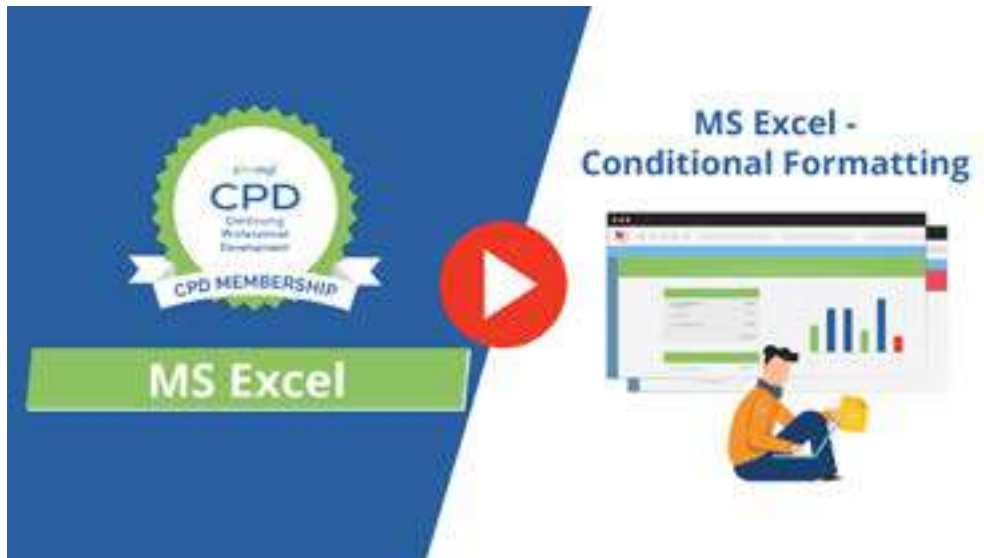 CPD
Continuing
Professional
Development
CPD MEMBERSHIP
MS Excel
MS Excel -
Conditional Formatting